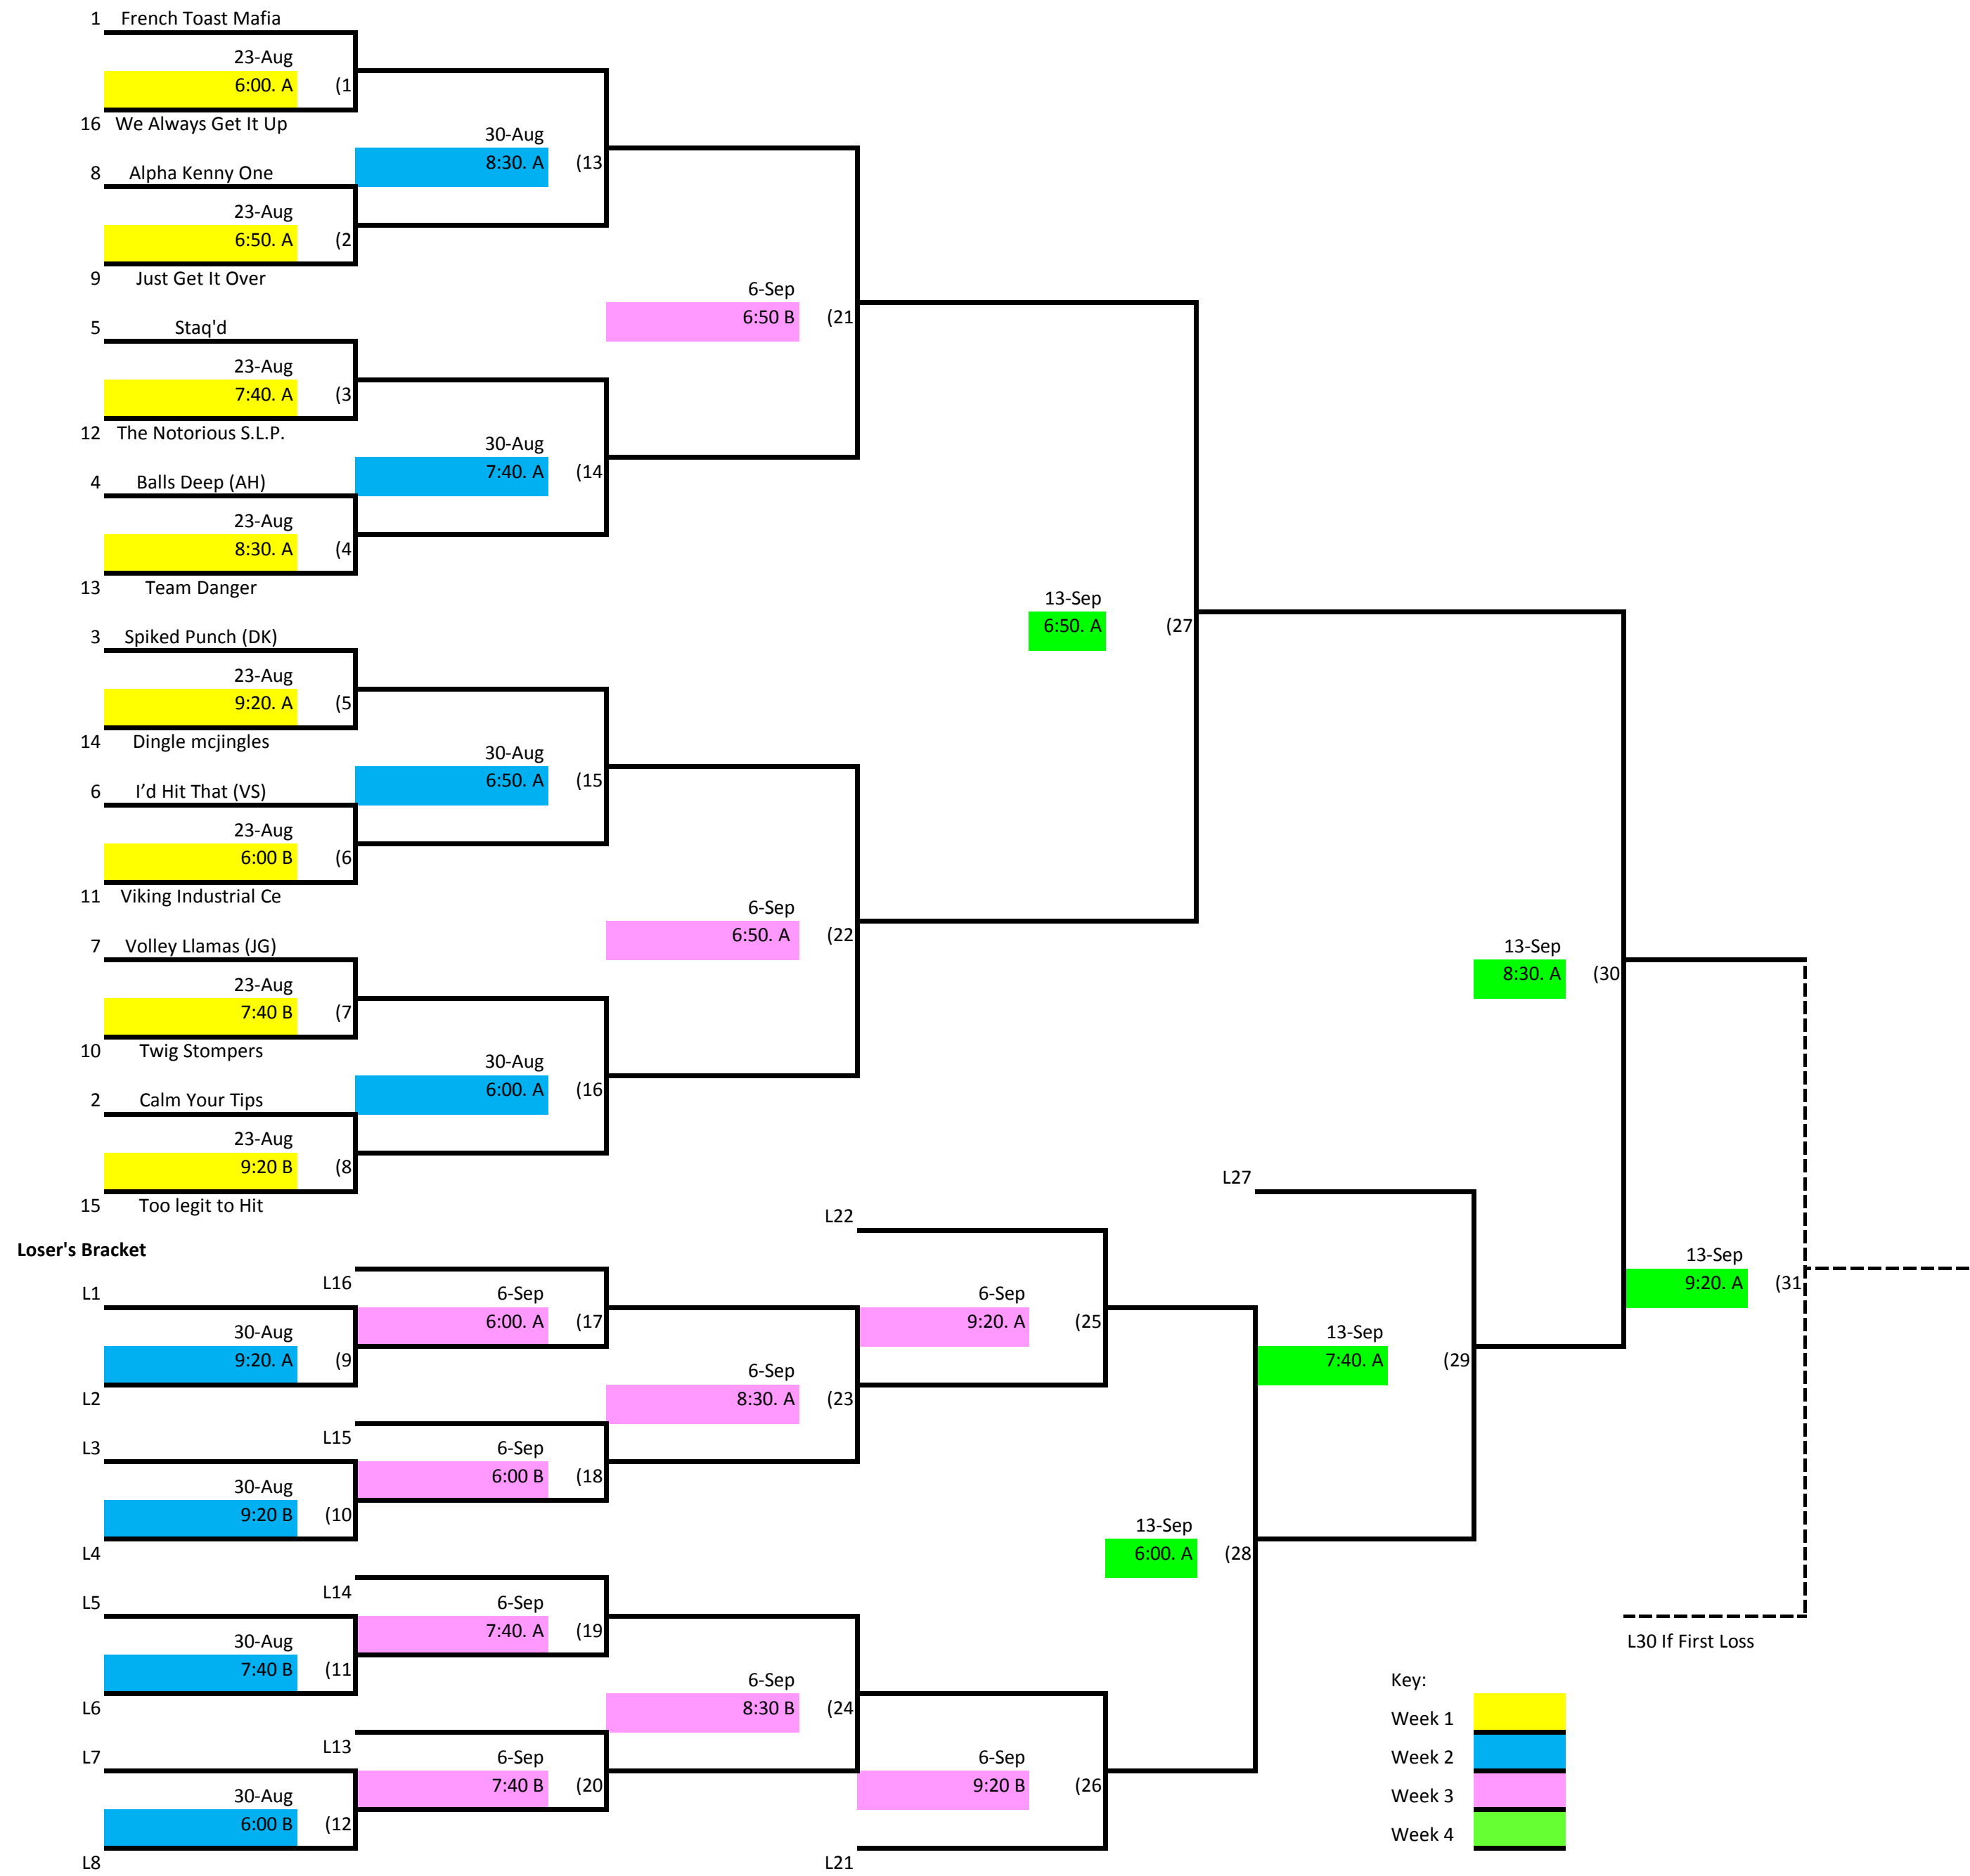 1 French Toast Mafia
23-Aug
6:00. A (1
16 We Always Get It Up
30-Aug
8:30. A (13
8 Alpha Kenny One
23-Aug
6:50. A (2
9 Just Get It Over
6-Sep
6:50 B (21
5 Staq'd
23-Aug
7:40. A (3
12 The Notorious S.L.P.
30-Aug
7:40. A (14
4 Balls Deep (AH)
23-Aug
8:30. A (4
13 Team Danger
13-Sep
6:50. A (27
3 Spiked Punch (DK)
23-Aug
9:20. A (5
14 Dingle mcjingles
30-Aug
6:50. A (15
6 I’d Hit That (VS)
23-Aug
6:00 B (6
11 Viking Industrial Ce
6-Sep
6:50. A (22
7 Volley Llamas (JG)
13-Sep
8:30. A (30
23-Aug
7:40 B (7
10 Twig Stompers
30-Aug
6:00. A (16
2 Calm Your Tips
23-Aug
9:20 B (8
L27
15 Too legit to Hit
L22
Loser's Bracket
13-Sep
9:20. A (31
L16
L1
6-Sep
6:00. A (17
6-Sep
9:20. A (25
30-Aug
9:20. A (9
13-Sep
7:40. A (29
L2
6-Sep
8:30. A (23
L15
L3
6-Sep
6:00 B (18
30-Aug
9:20 B (10
13-Sep
6:00. A (28
L4
L14
L5
6-Sep
7:40. A (19
30-Aug
7:40 B (11
L30 If First Loss
L6
6-Sep
8:30 B (24
Key:
Week 1
L13
L7
6-Sep
7:40 B (20
6-Sep
9:20 B (26
Week 2
Week 3
30-Aug
6:00 B (12
Week 4
L8
L21